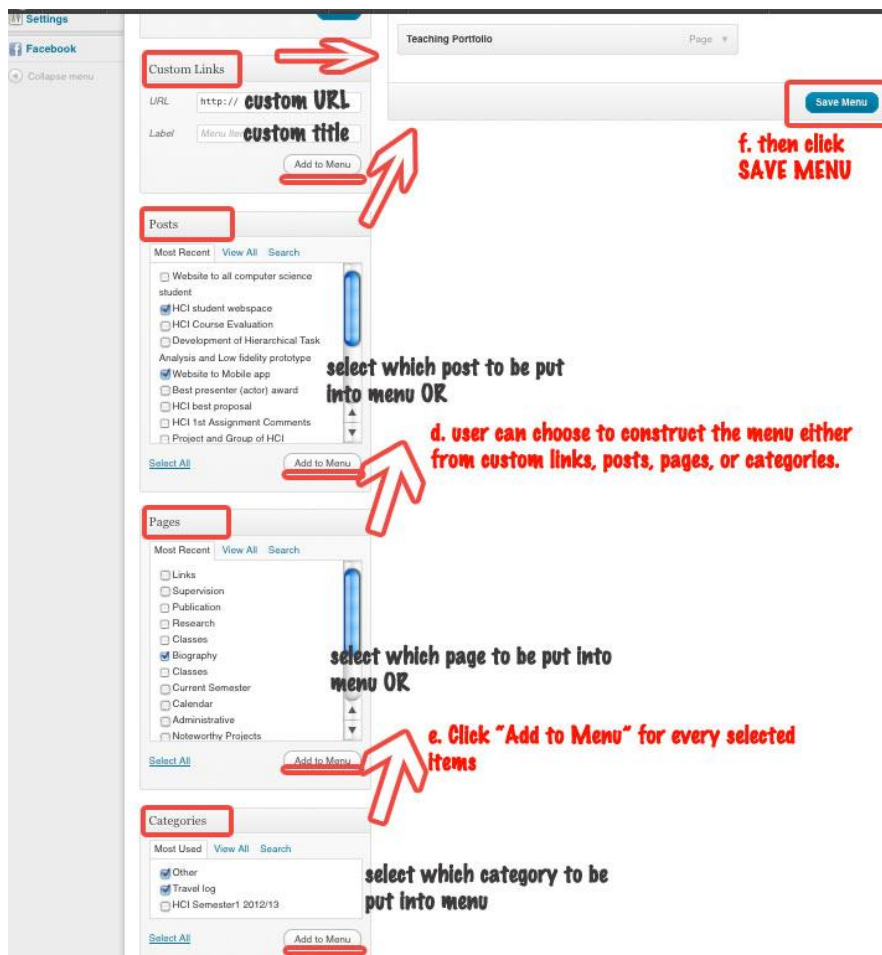 Settings
Facebook
Collapse menu
Teaching Portfolio
Page
Custom Links
URL
http://
custom URL
Label
Menu Ite
custom title
Add to Menu
Save Menu
f. then click
SAVE MENU
Posts
Most Recent View All Search
Website to all computer science
student
HCI student webspace
HCI Course Evaluation
Development of Hierarchical Task
Analysis and Low fidelity prototype
Website to Mobile app
Best presenter (actor) award
HCI best proposal
HCI 1st Assignment Comments
Project and Group of HCI
select which post to be put
into menu OR
Select All
Add to Menu
d. user can choose to construct the menu either
from custom links, posts, pages, or categories.
Pages
Most Recent View All Search
Links
Supervision
Publication
Research
Classes
Biography
Classes
Current Semester
Calendar
Administrative
Noteworthy Projects
select which page to be put into
menu OR
Select All
Add to Menu
e. Click "Add to Menu" for every selected
items
Categories
Most Used View All Search
Other
Travel log
HCI Semester1 2012/13
select which category to be
put into menu
Select All
Add to Menu